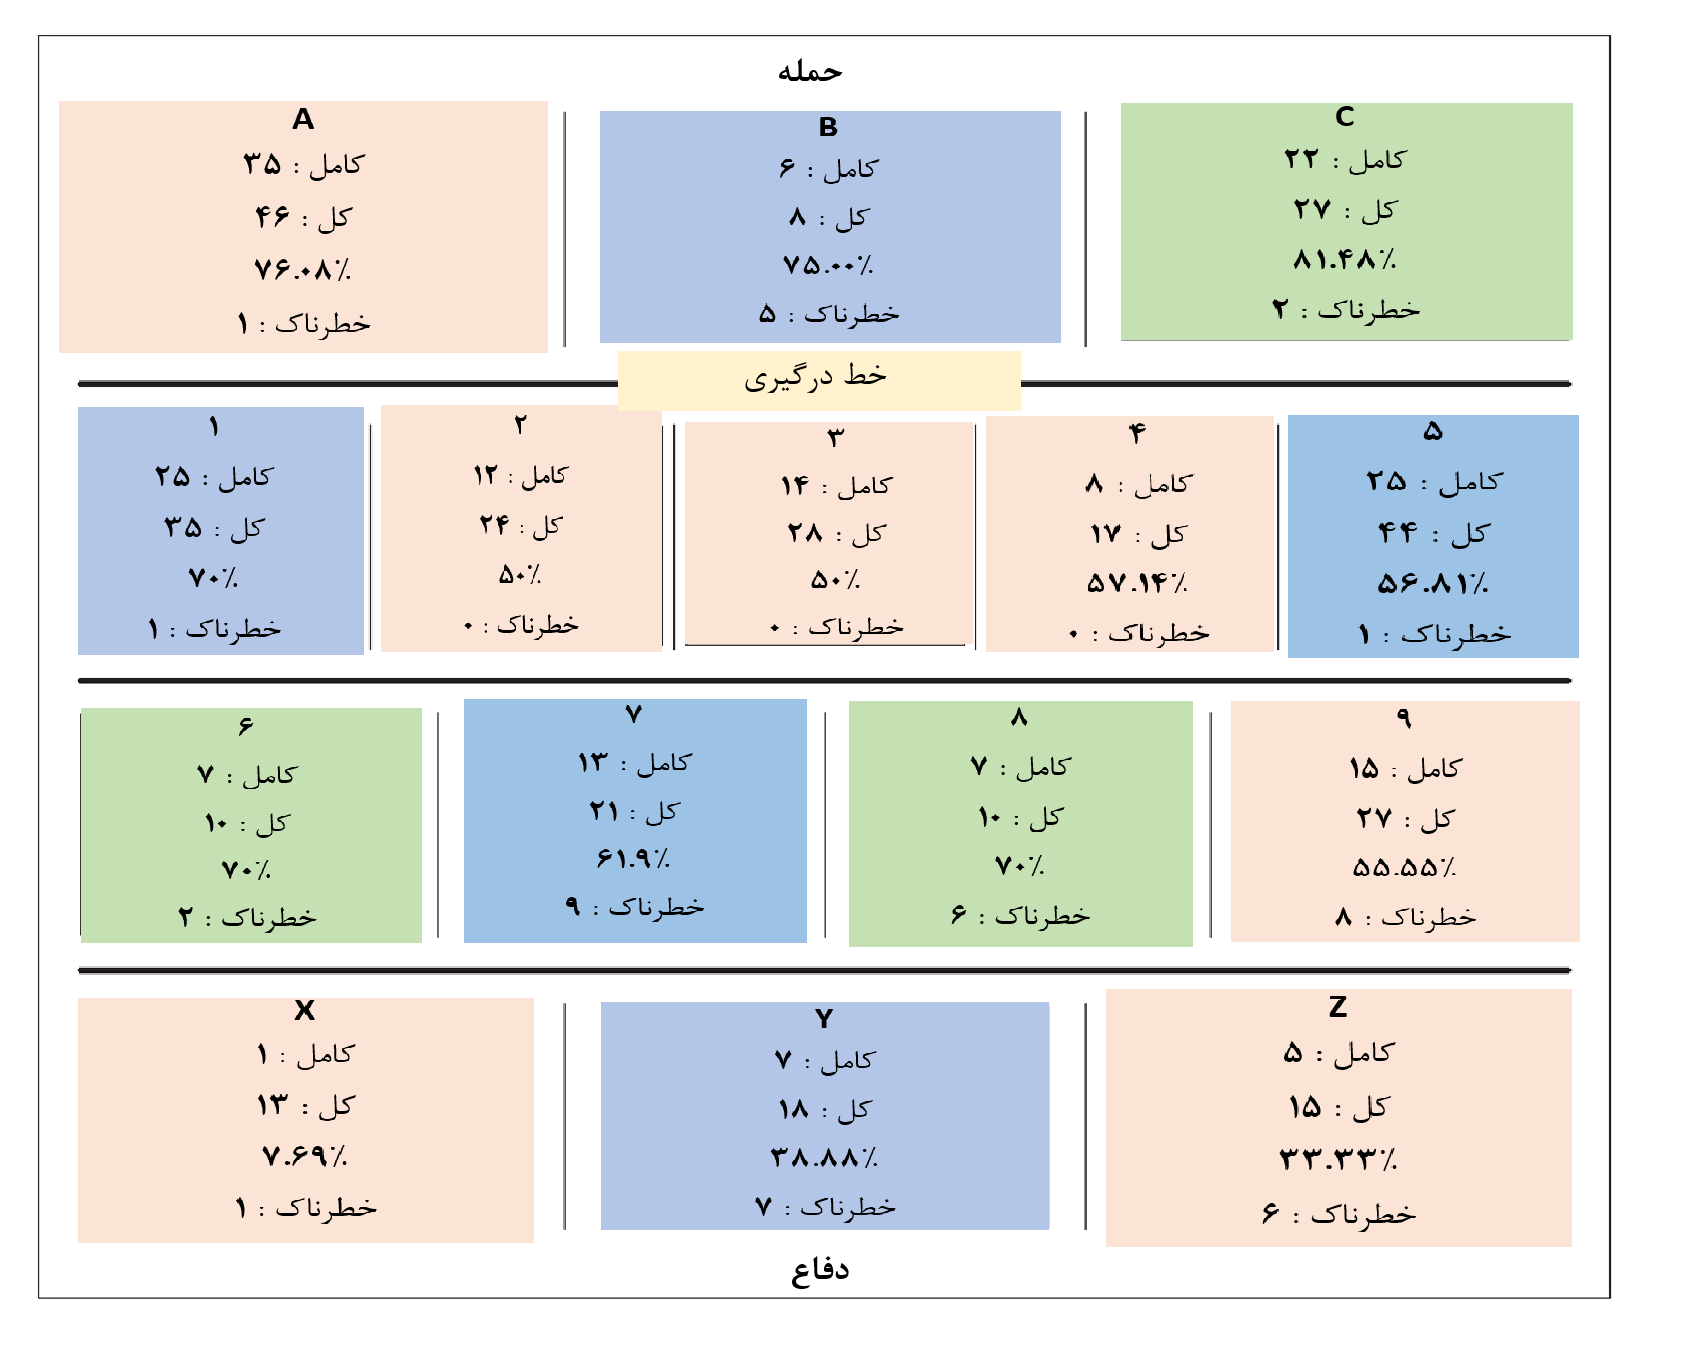 حمله
A
کامل : ۳۵
کل : ۴۶
۷۶.۰۸٪
خطرناک : ۱
B
کامل : ۶
کل : ۸
۷۵.۰۰٪
خطرناک : ۵
C
کامل : ۲۲
کل : ۲۷
۸۱.۴۸٪
خطرناک : ۲
خط درگیری
۱
کامل : ۲۵
کل : ۳۵
۷۰٪
خطرناک : ۱
۲
کامل : ۱۲
کل : ۲۴
۵۰٪
خطرناک : ۰
۳
کامل : ۱۴
کل : ۲۸
۵۰٪
خطرناک : ۰
۴
کامل : ۸
کل : ۱۷
۵۷.۱۴٪
خطرناک : ۰
۵
کامل : ۲۵
کل : ۴۴
۵۶.۸۱٪
خطرناک : ۱
۶
کامل : ۷
کل : ۱۰
۷۰٪
خطرناک : ۲
۷
کامل : ۱۳
کل : ۲۱
۶۱.۹٪
خطرناک : ۹
۸
کامل : ۷
کل : ۱۰
۷۰٪
خطرناک : ۶
۹
کامل : ۱۵
کل : ۲۷
۵۵.۵۵٪
خطرناک : ۸
X
کامل : ۱
کل : ۱۳
۷.۶۹٪
خطرناک : ۱
Y
کامل : ۷
کل : ۱۸
۳۸.۸۸٪
خطرناک : ۷
Z
کامل : ۵
کل : ۱۵
۳۳.۳۳٪
خطرناک : ۶
دفاع